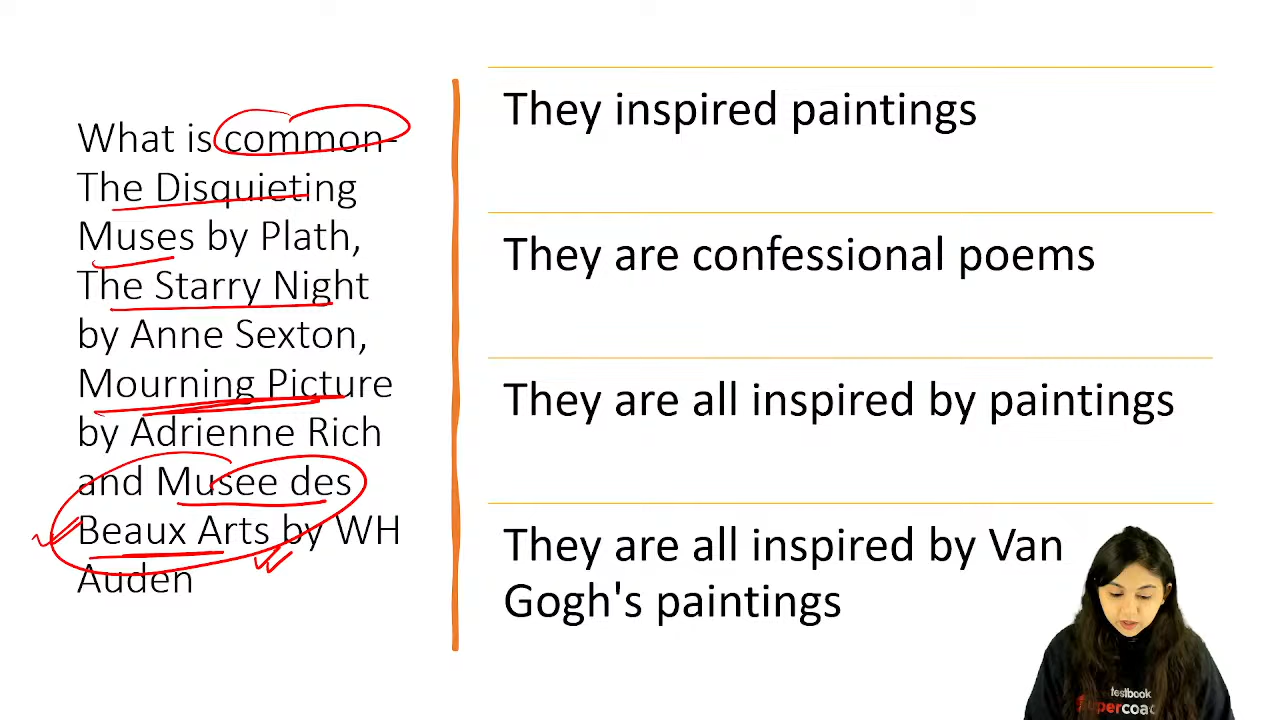 What is common-
The Disquieting
Muses by Plath,
The Starry Night
by Anne Sexton,
Mourning Picture
by Adrienne Rich
and Musee des
Beaux Arts by WH
Auden
They inspired paintings
They are confessional poems
They are all inspired by paintings
They are all inspired by Van
Gogh's paintings
testbook